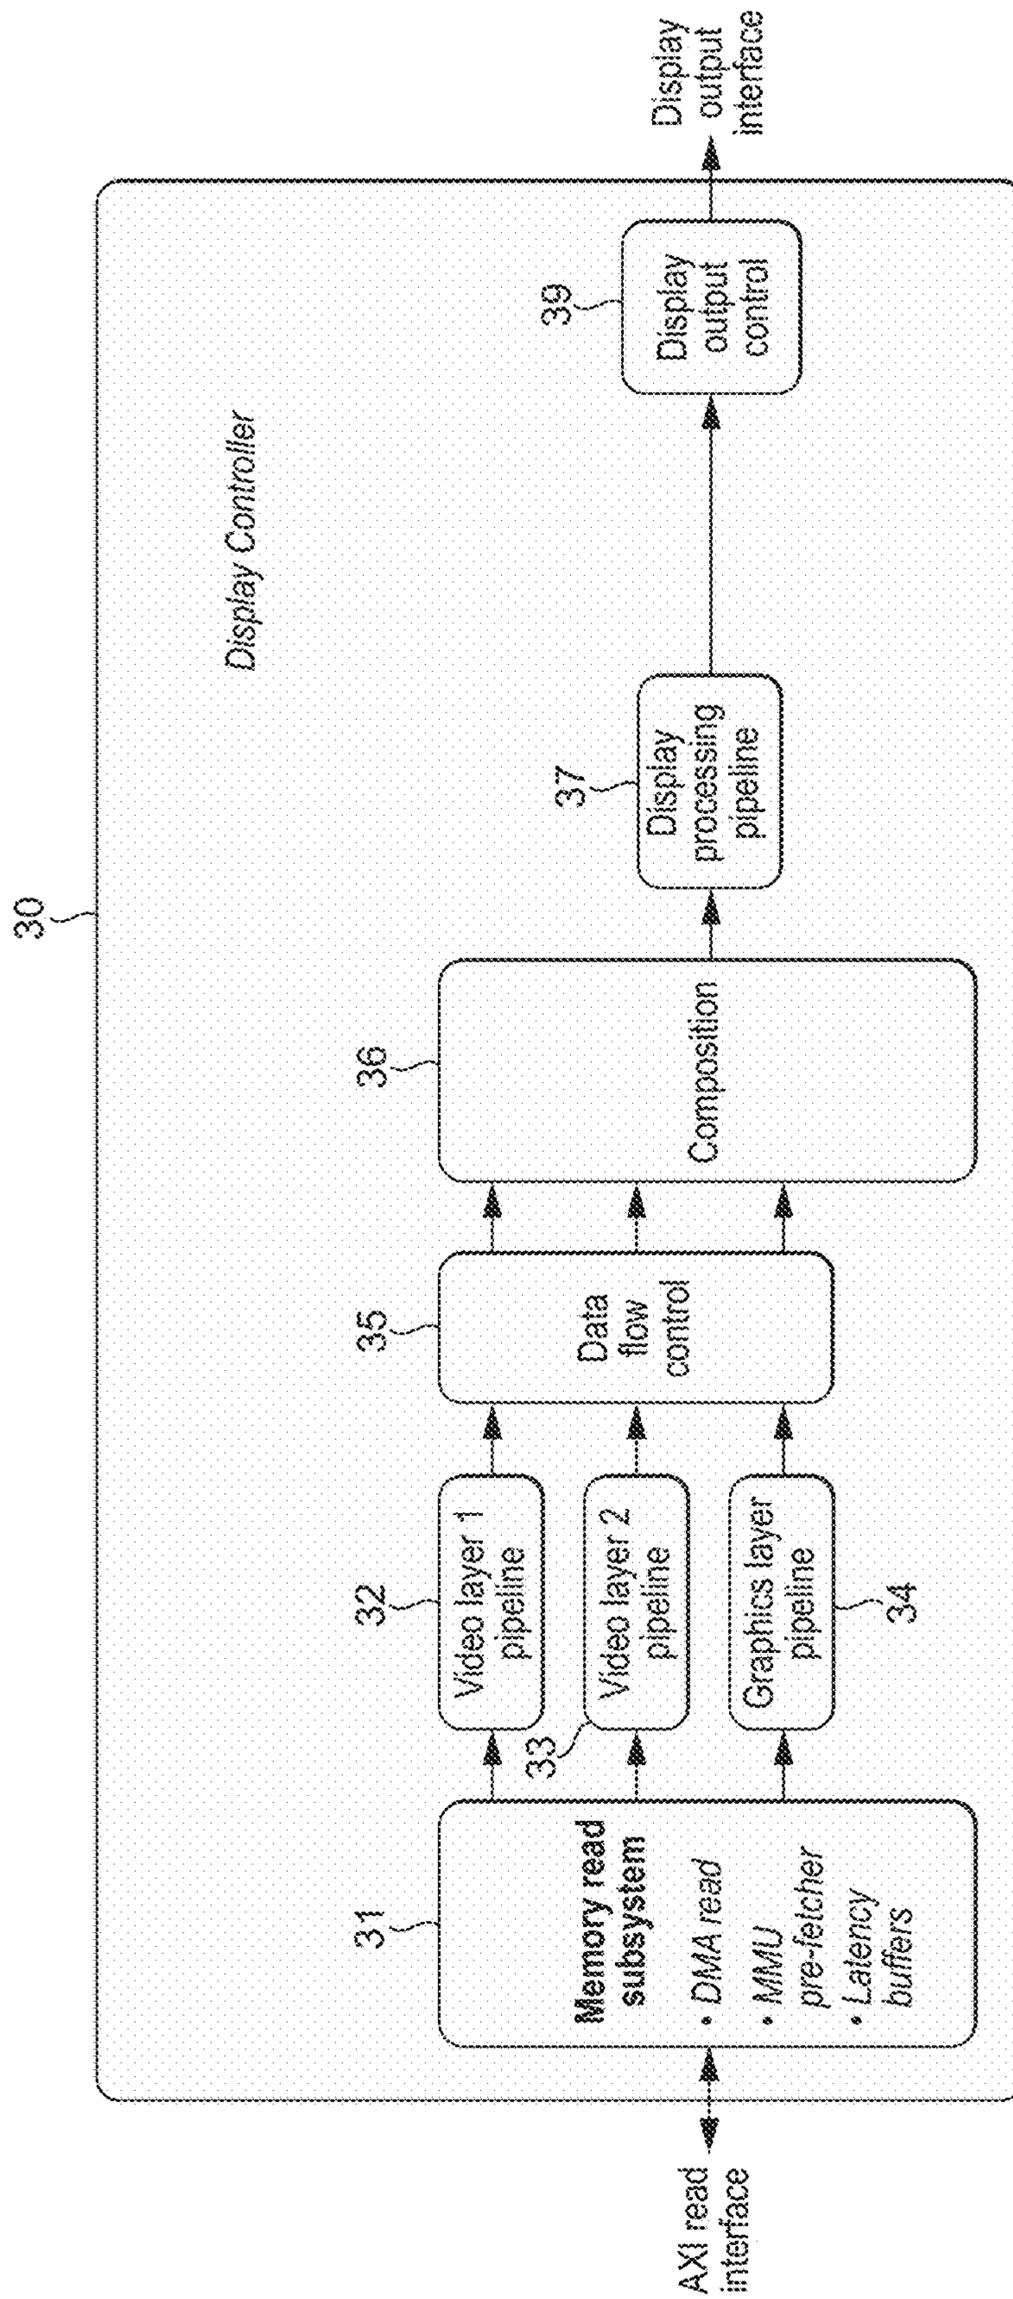 30
Display Controller
AXI read
interface
31
Memory read
subsystem
• DMA read
• MMU
pre-fetcher
• Latency
buffers
32
Video layer 1
pipeline
33
Video layer 2
pipeline
Graphics layer
pipeline
34
35
Data
flow
control
36
Composition
37
Display
processing
pipeline
39
Display
output
control
Display
output
interface